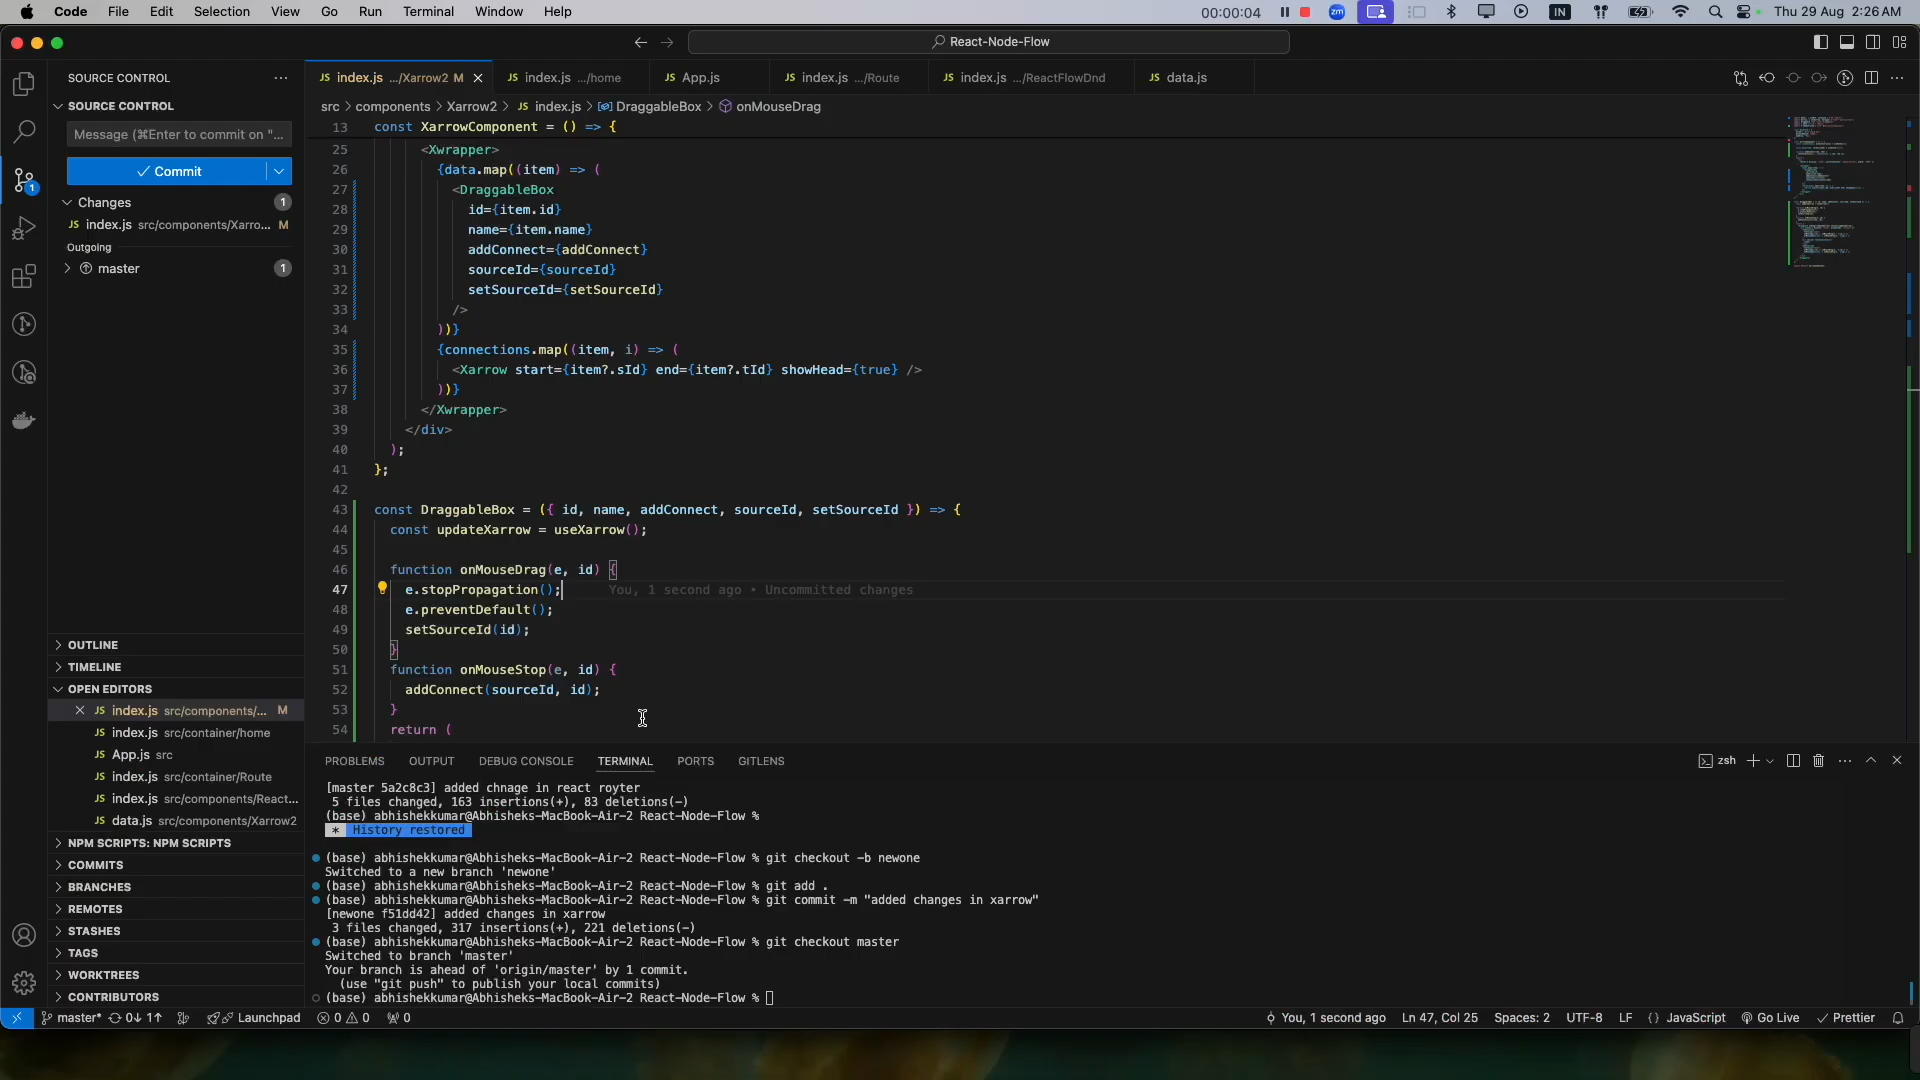 Code File Edit Selection View Go Run Terminal Window Help 00:00:04 zm IN Thu 29 Aug 2:26 AM
React-Node-Flow
SOURCE CONTROL
index.js .../Xarrow2 M index.js .../home App.js index.js .../Route index.js .../ReactFlowDnd data.js
src > components > Xarrow2 > index.js > DraggableBox > onMouseDrag
SOURCE CONTROL
Message (⌘Enter to commit on "...
Commit
Changes 1
index.js src/components/Xarro... M
Outgoing
master 1
1
13 const XarrowComponent = () => {
25 <Xwrapper>
26 {data.map((item) => (
27 <DraggableBox
28 id={item.id}
29 name={item.name}
30 addConnect={addConnect}
31 sourceId={sourceId}
32 setSourceId={setSourceId}
33 />
34 ))}
35 {connections.map((item, i) => (
36 <Xarrow start={item?.sId} end={item?.tId} showHead={true} />
37 ))}
38 </Xwrapper>
39 </div>
40 );
41 };
42
43 const DraggableBox = ({ id, name, addConnect, sourceId, setSourceId }) => {
44 const updateXarrow = useXarrow();
45
46 function onMouseDrag(e, id) {
47 e.stopPropagation(); You, 1 second ago • Uncommitted changes
48 e.preventDefault();
49 setSourceId(id);
50 }
51 function onMouseStop(e, id) {
52 addConnect(sourceId, id);
53 }
54 return (
OUTLINE
TIMELINE
OPEN EDITORS
index.js src/components/... M
index.js src/container/home
App.js src
index.js src/container/Route
index.js src/components/React...
data.js src/components/Xarrow2
NPM SCRIPTS: NPM SCRIPTS
COMMITS
BRANCHES
REMOTES
STASHES
TAGS
WORKTREES
CONTRIBUTORS
PROBLEMS OUTPUT DEBUG CONSOLE TERMINAL PORTS GITLENS zsh
[master 5a2c8c3] added chnage in react royter
5 files changed, 163 insertions(+), 83 deletions(-)
(base) abhishekkumar@Abhisheks-MacBook-Air-2 React-Node-Flow %
* History restored
(base) abhishekkumar@Abhisheks-MacBook-Air-2 React-Node-Flow % git checkout -b newone
Switched to a new branch 'newone'
(base) abhishekkumar@Abhisheks-MacBook-Air-2 React-Node-Flow % git add .
(base) abhishekkumar@Abhisheks-MacBook-Air-2 React-Node-Flow % git commit -m "added changes in xarrow"
[newone f51dd42] added changes in xarrow
3 files changed, 317 insertions(+), 221 deletions(-)
(base) abhishekkumar@Abhisheks-MacBook-Air-2 React-Node-Flow % git checkout master
Switched to branch 'master'
Your branch is ahead of 'origin/master' by 1 commit.
(use "git push" to publish your local commits)
(base) abhishekkumar@Abhisheks-MacBook-Air-2 React-Node-Flow %
master* 0↓ 1↑ Launchpad 0 0 0 You, 1 second ago Ln 47, Col 25 Spaces: 2 UTF-8 LF {} JavaScript Go Live Prettier